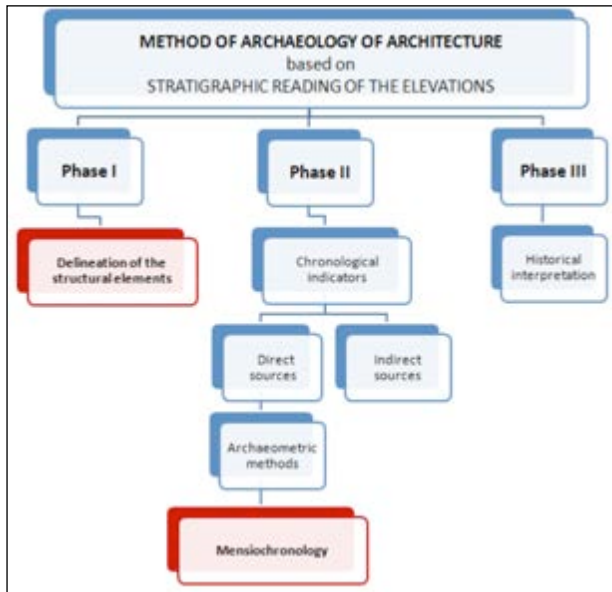 METHOD OF ARCHAEOLOGY OF ARCHITECTURE
based on
STRATIGRAPHIC READING OF THE ELEVATIONS
Phase I
Phase II
Phase III
Delineation of the
structural elements
Chronological
indicators
Historical
interpretation
Direct
sources
Indirect
sources
Archaeometric
methods
Mensiochronology